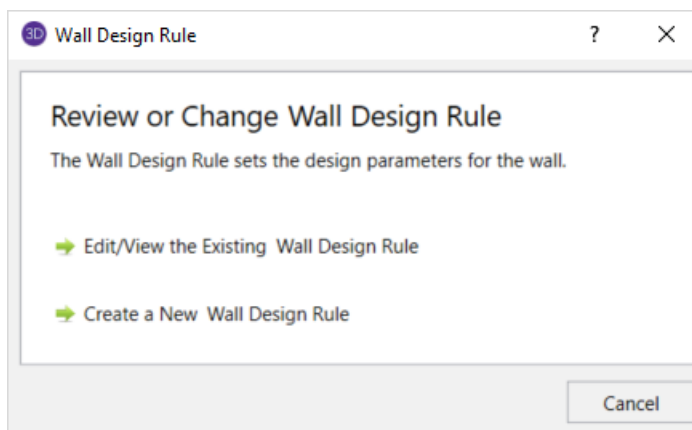 3D Wall Design Rule ? X
Review or Change Wall Design Rule
The Wall Design Rule sets the design parameters for the wall.
Edit/View the Existing Wall Design Rule
Create a New Wall Design Rule
Cancel